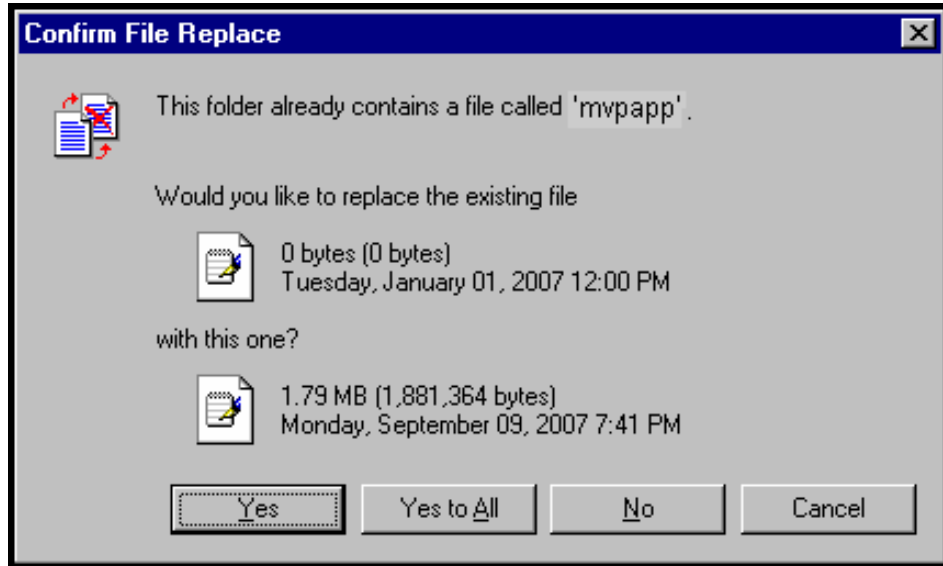 Confirm File Replace
This folder already contains a file called 'mvpapp'.
Would you like to replace the existing file
0 bytes (0 bytes)
Tuesday, January 01, 2007 12:00 PM
with this one?
1.79 MB (1,881,364 bytes)
Monday, September 09, 2007 7:41 PM
Yes Yes to All No Cancel